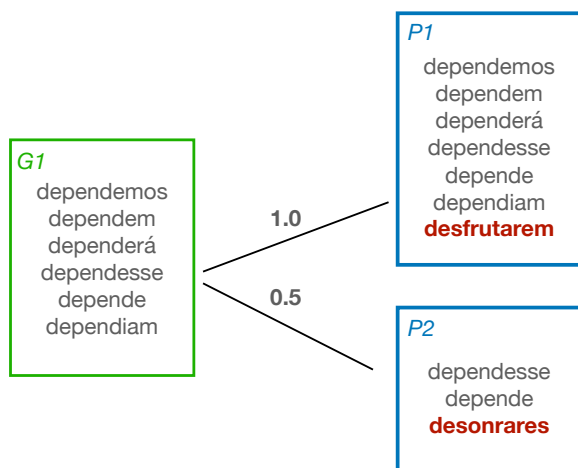 G1
dependemos
dependem
dependerá
dependesse
depende
dependiam
1.0
0.5
P1
dependemos
dependem
dependerá
dependesse
depende
dependiam
desfrutarem
P2
dependesse
depende
desonrares